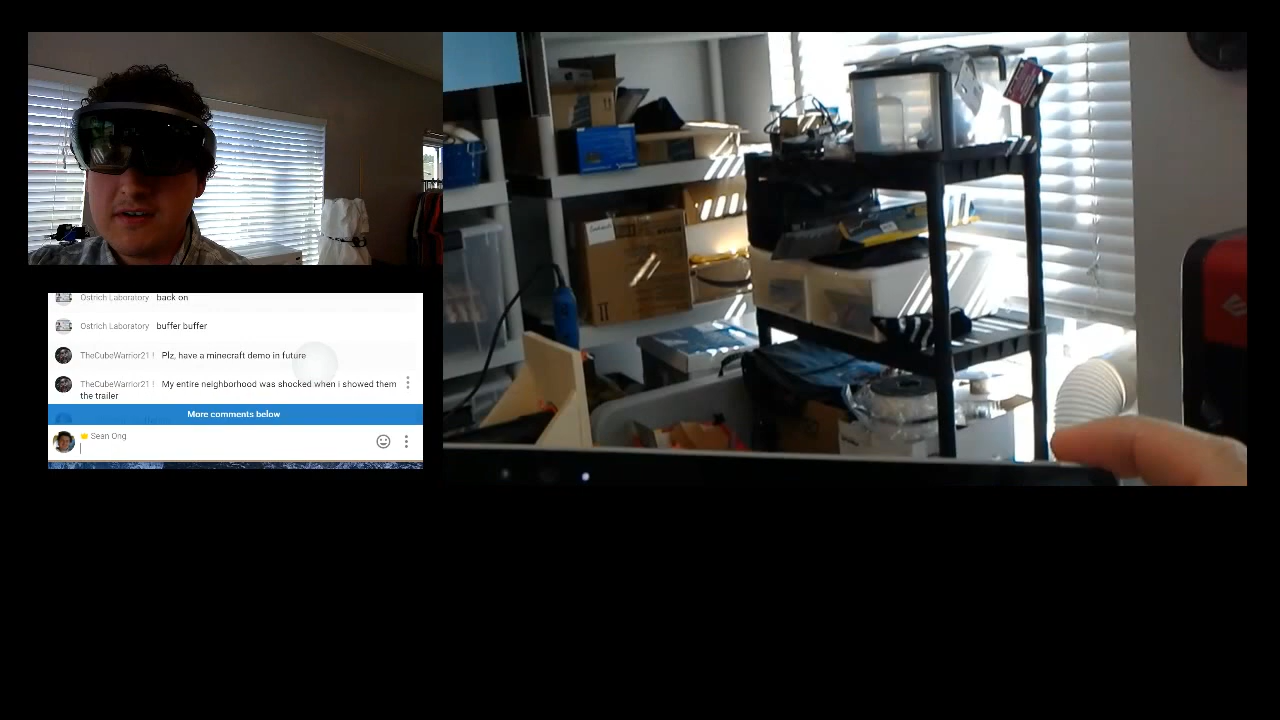 Ostrich Laboratory back on
Ostrich Laboratory buffer buffer
TheCubeWarrior21 ! Plz, have a minecraft demo in future
TheCubeWarrior21 ! My entire neighborhood was shocked when i showed them
the trailer
More comments below
Sean Ong